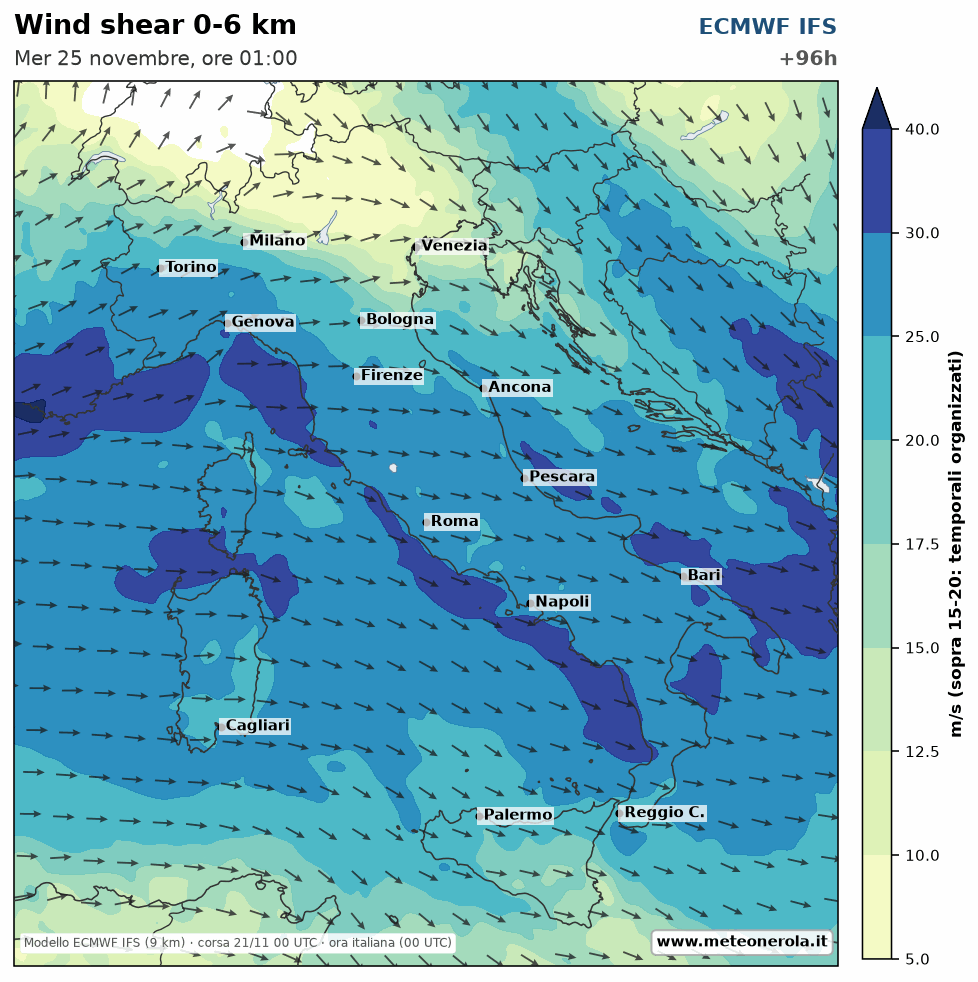 Wind shear 0-6 km
ECMWF IFS
Mer 25 novembre, ore 01:00
+96h
Milano
Venezia
Torino
Genova
Bologna
Firenze
Ancona
Pescara
Roma
Bari
Napoli
Cagliari
Palermo
Reggio C.
40.0
30.0
25.0
20.0
17.5
15.0
12.5
10.0
5.0
m/s (sopra 15-20: temporali organizzati)
Modello ECMWF IFS (9 km) · corsa 21/11 00 UTC · ora italiana (00 UTC)
www.meteonerola.it